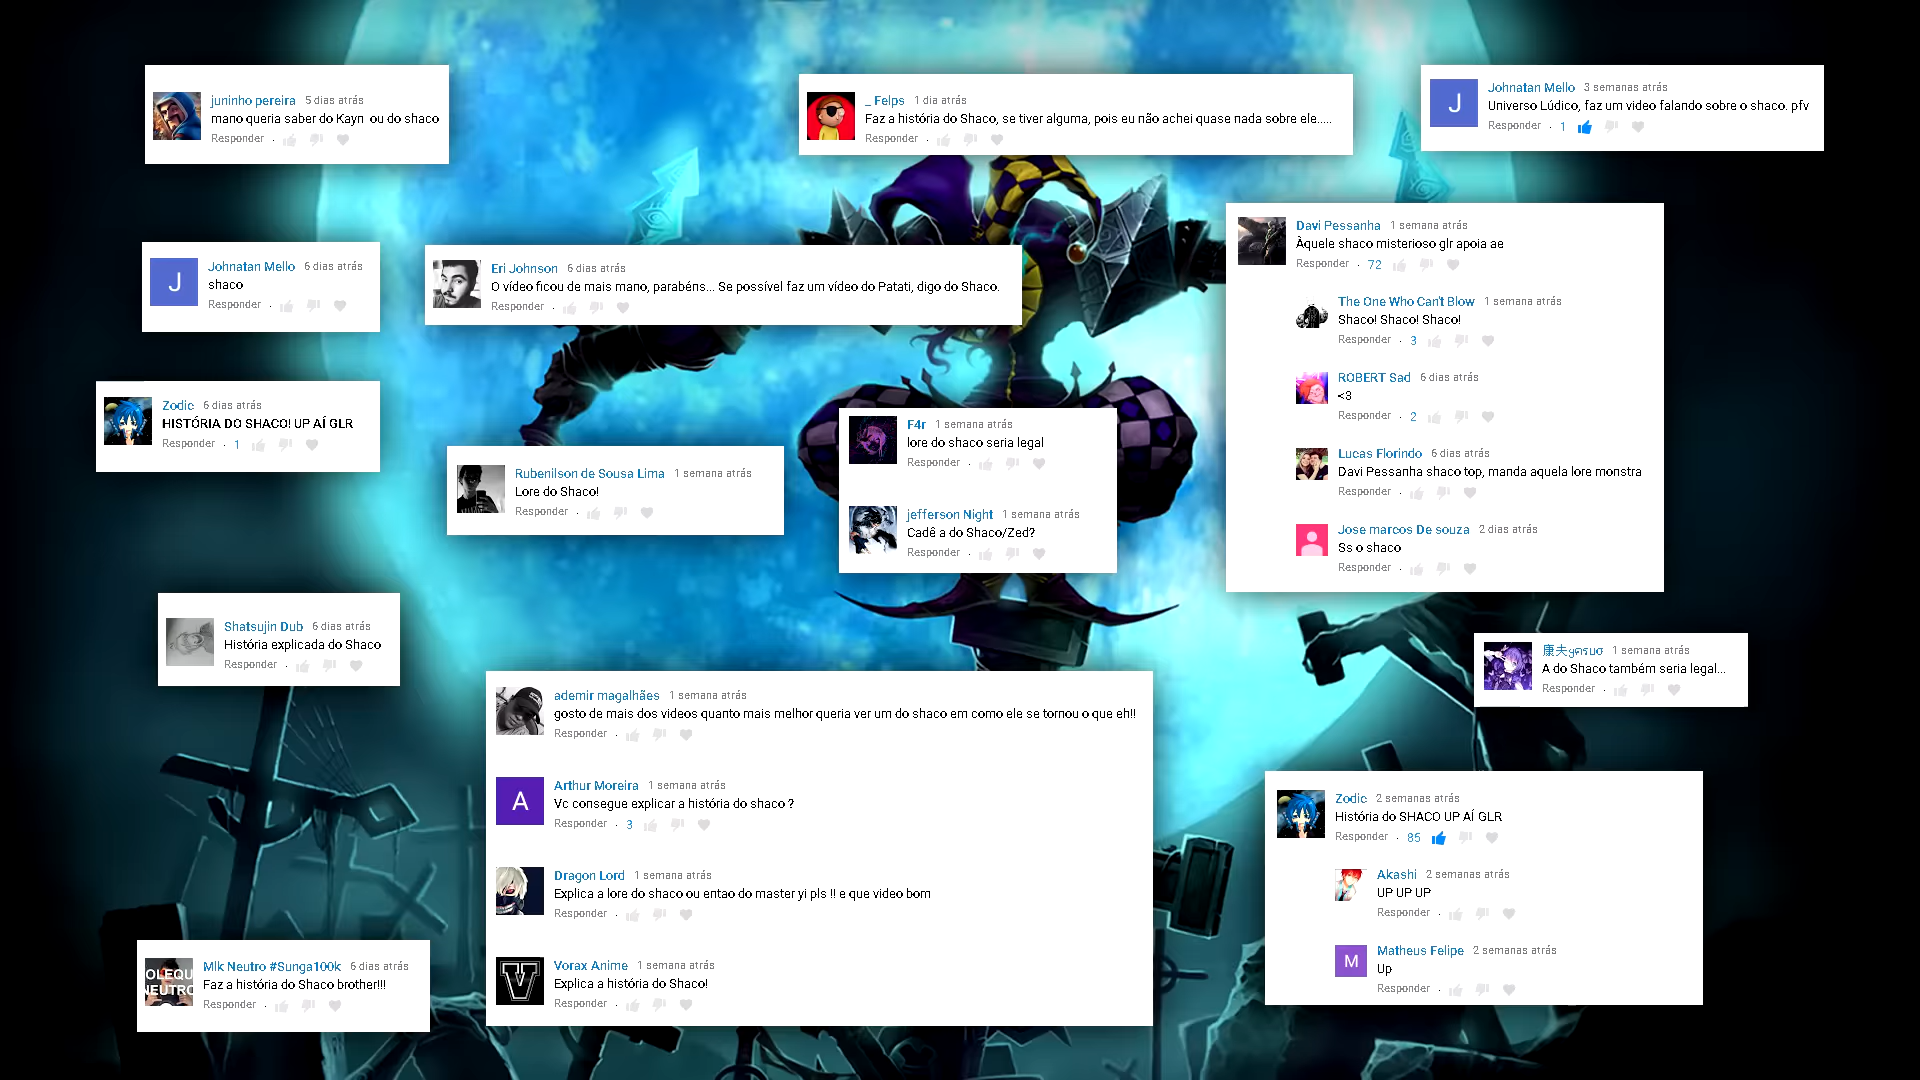 juninho pereira 5 dias atrás
mano queria saber do Kayn ou do shaco
Responder
_ Felps 1 dia atrás
Faz a história do Shaco, se tiver alguma, pois eu não achei quase nada sobre ele.....
Responder
J
Johnatan Mello 3 semanas atrás
Universo Lúdico, faz um video falando sobre o shaco. pfv
Responder · 1
J
Johnatan Mello 6 dias atrás
shaco
Responder
Eri Johnson 6 dias atrás
O vídeo ficou de mais mano, parabéns... Se possível faz um vídeo do Patati, digo do Shaco.
Responder
Davi Pessanha 1 semana atrás
Àquele shaco misterioso glr apoia ae
Responder · 72
The One Who Can't Blow 1 semana atrás
Shaco! Shaco! Shaco!
Responder · 3
ROBERT Sad 6 dias atrás
<3
Responder · 2
Lucas Florindo 6 dias atrás
Davi Pessanha shaco top, manda aquela lore monstra
Responder
Jose marcos De souza 2 dias atrás
Ss o shaco
Responder
Zodic 6 dias atrás
HISTÓRIA DO SHACO! UP AÍ GLR
Responder · 1
Rubenilson de Sousa Lima 1 semana atrás
Lore do Shaco!
Responder
F4r 1 semana atrás
lore do shaco seria legal
Responder
jefferson Night 1 semana atrás
Cadê a do Shaco/Zed?
Responder
Shatsujin Dub 6 dias atrás
História explicada do Shaco
Responder
康夫 1 semana atrás
A do Shaco também seria legal...
Responder
ademir magalhães 1 semana atrás
gosto de mais dos videos quanto mais melhor queria ver um do shaco em como ele se tornou o que eh!!
Responder
A
Arthur Moreira 1 semana atrás
Vc consegue explicar a história do shaco ?
Responder · 3
Dragon Lord 1 semana atrás
Explica a lore do shaco ou entao do master yi pls !! e que video bom
Responder
V
Vorax Anime 1 semana atrás
Explica a história do Shaco!
Responder
Zodic 2 semanas atrás
História do SHACO UP AÍ GLR
Responder · 85
Akashi 2 semanas atrás
UP UP UP
Responder
M
Matheus Felipe 2 semanas atrás
Up
Responder
OLEQU
NEUTRO
Mlk Neutro #Sunga100k 6 dias atrás
Faz a história do Shaco brother!!!
Responder